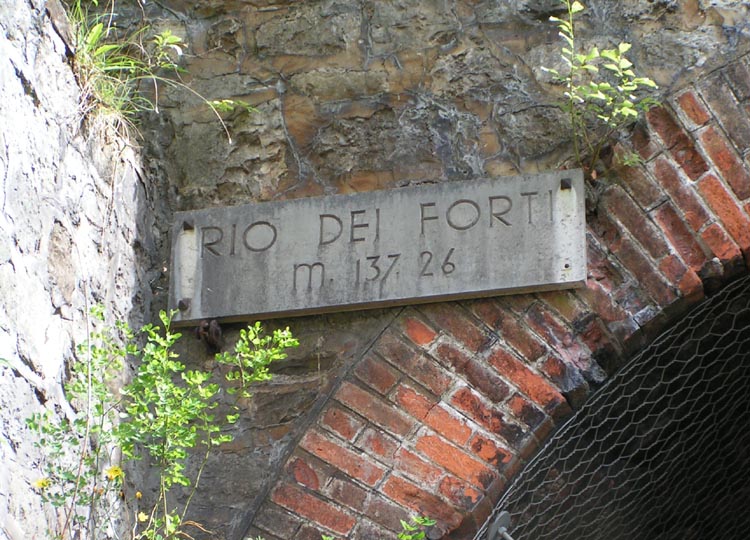 RIO DEI FORTI
m. 137. 26